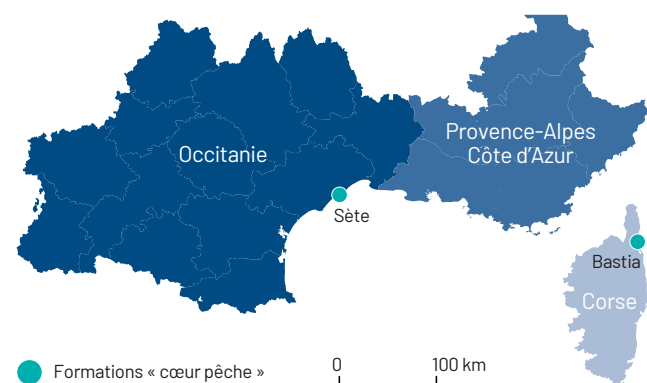 Occitanie
Provence-Alpes
Côte d'Azur
Sète
Bastia
Corse
Formations « cœur pêche »
0
100 km